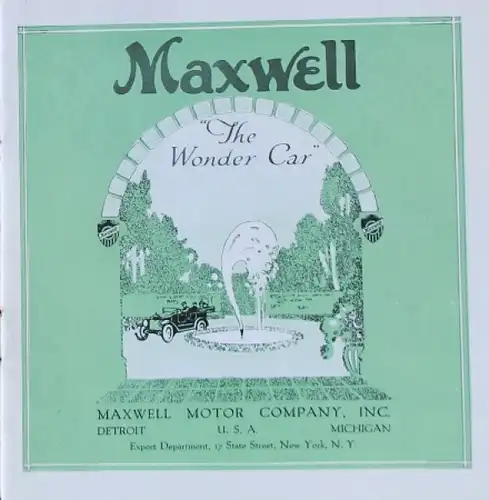 Maxwell
"The
Wonder Car"
MAXWELL MOTOR COMPANY, INC.
DETROIT U. S. A. MICHIGAN
Export Department, 17 State Street, New York, N. Y.